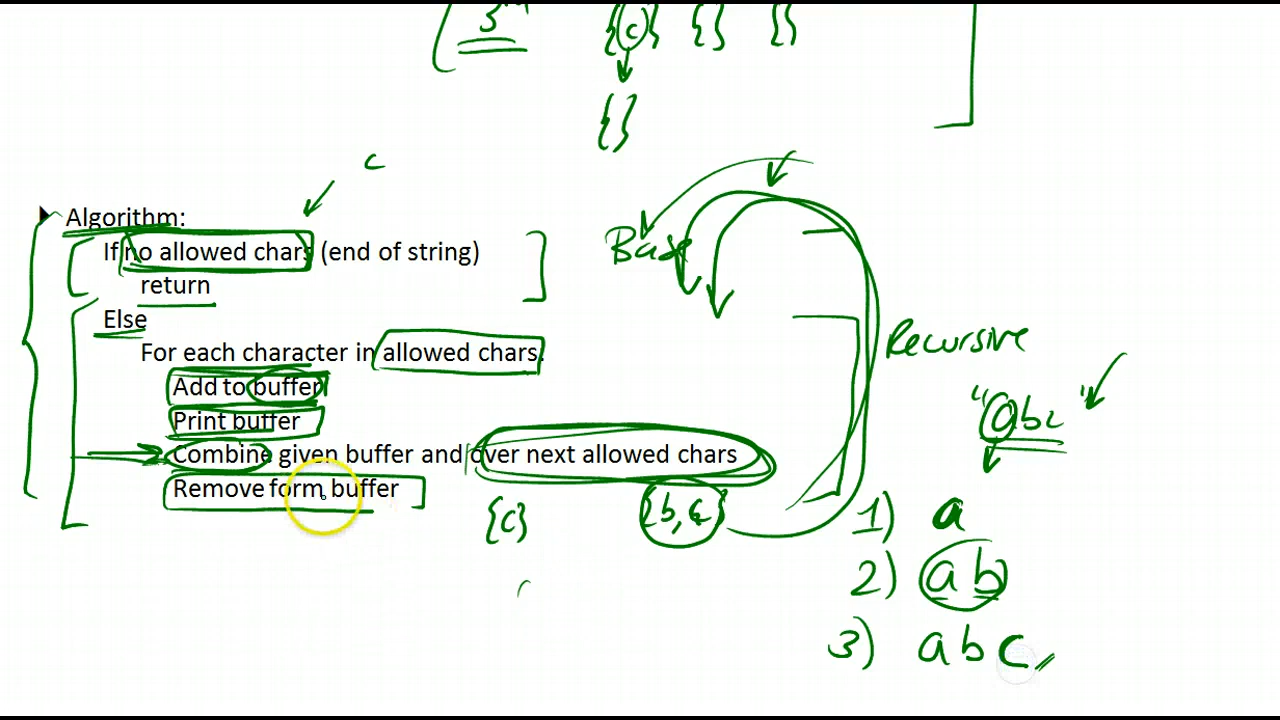 3rd {c} {} {}
{}
c
Algorithm:
If no allowed chars (end of string)
return
Base
Else
For each character in allowed chars.
Recursive
Add to buffer
Print buffer
"abc"
Combine given buffer and over next allowed chars
Remove form buffer
{c} {b,c}
1) a
2) ab
3) abc